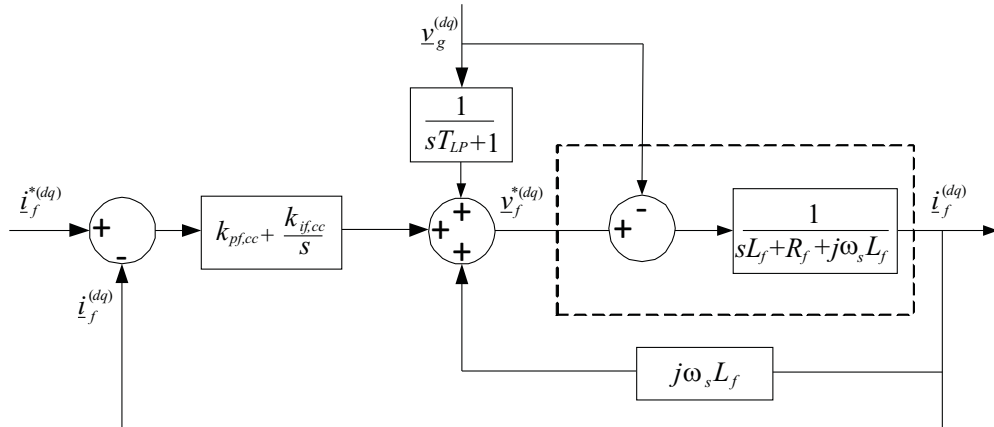 v_g^(dq)
1
sT_LP+1
i_f^*(dq)
+
-
i_f^(dq)
k_pf,cc + k_if,cc
s
+
+
+
v_f^*(dq)
+
-
1
sL_f+R_f+jω_sL_f
i_f^(dq)
jω_sL_f